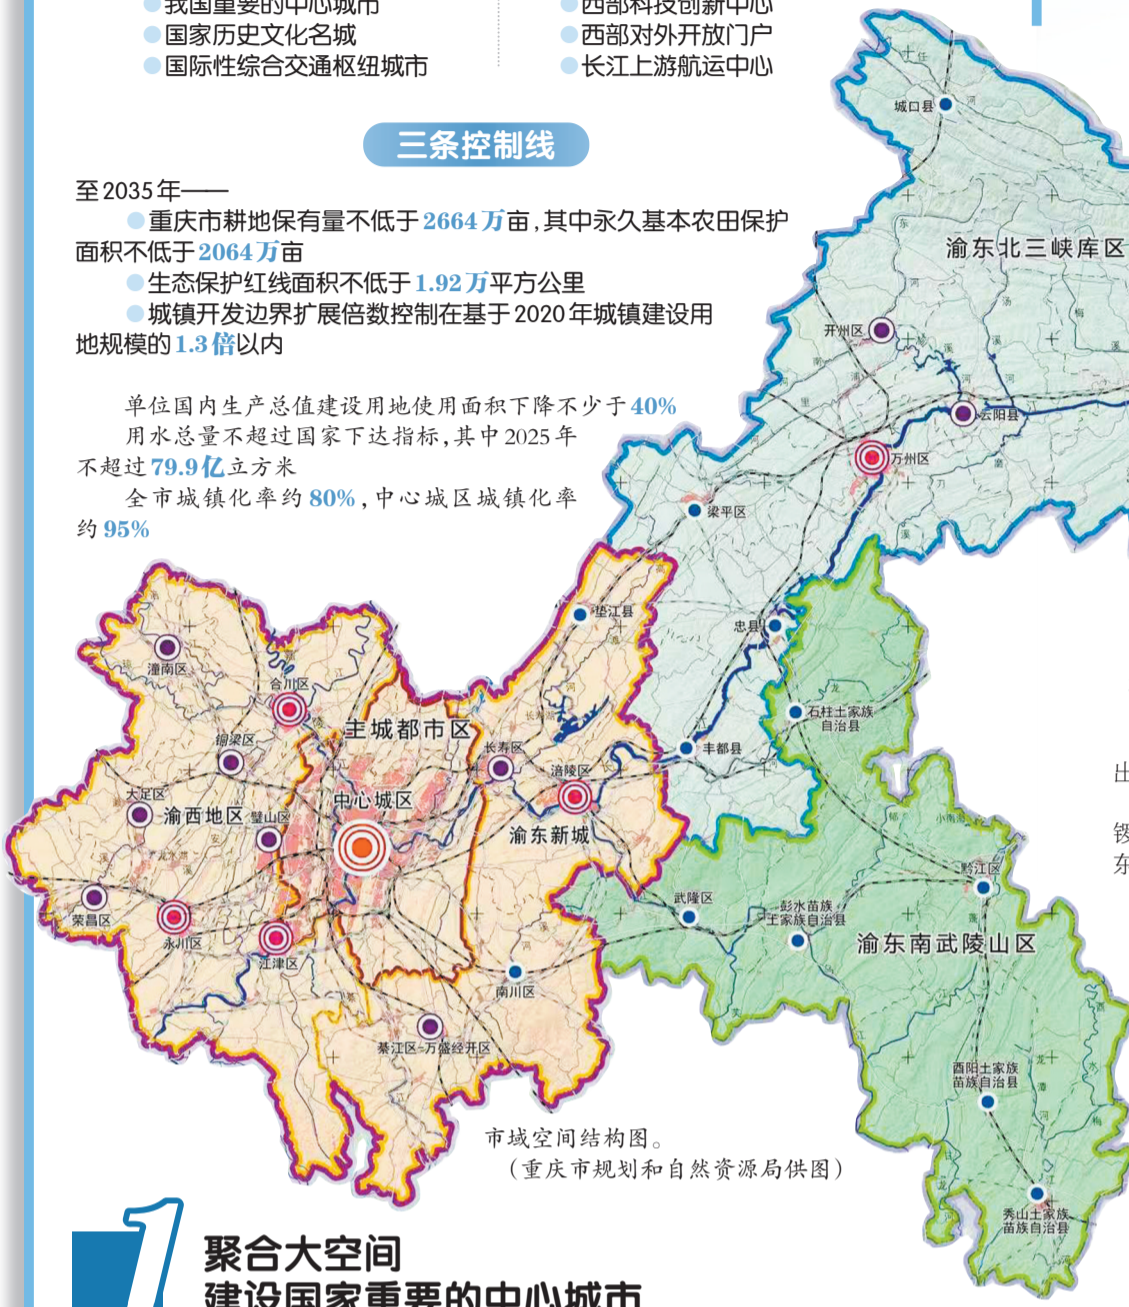 我国重要的中心城市
国家历史文化名城
国际性综合交通枢纽城市
西部科技创新中心
西部对外开放门户
长江上游航运中心
三条控制线
至2035年——
重庆市耕地保有量不低于2664万亩,其中永久基本农田保护
面积不低于2064万亩
生态保护红线面积不低于1.92万平方公里
城镇开发边界扩展倍数控制在基于2020年城镇建设用
地规模的1.3倍以内
单位国内生产总值建设用地使用面积下降不少于40%
用水总量不超过国家下达指标,其中2025年
不超过79.9亿立方米
全市城镇化率约80%,中心城区城镇化率
约95%
城口县
渝东北三峡库区
开州区
云阳县
万州区
梁平区
垫江县
忠县
潼南区
合川区
石柱土家族
自治县
主城都市区
铜梁区
长寿区
丰都县
涪陵区
中心城区
大足区
渝西地区
璧山区
渝东新城
小南海
黔江区
荣昌区
武隆区
彭水苗族
土家族自治县
永川区
渝东南武陵山区
江津区
南川区
綦江区-万盛经开区
酉阳土家族
苗族自治县
秀山土家族
苗族自治县
市域空间结构图。
（重庆市规划和自然资源局供图）
出
锣
东
1
聚合大空间
建设国家重要的中心城市